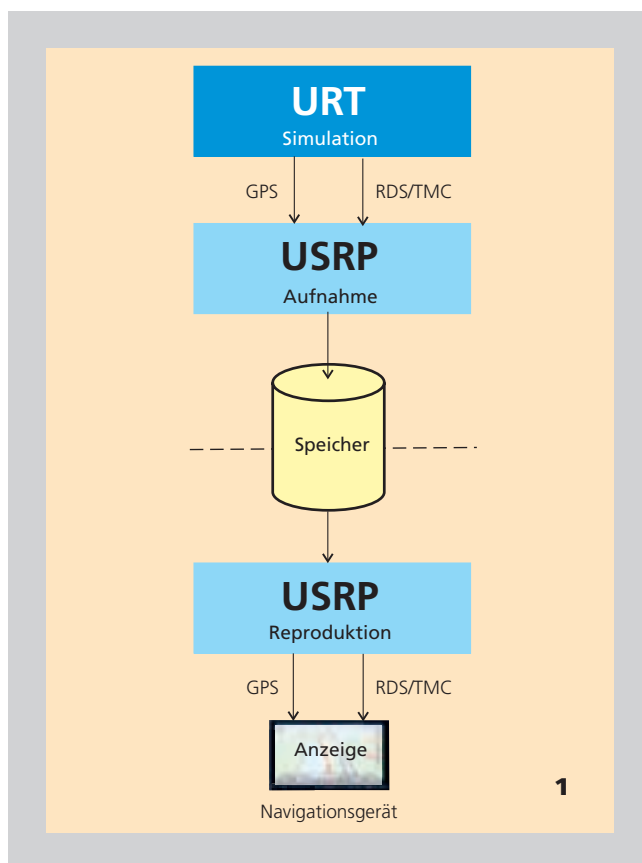 URT
Simulation
GPS RDS/TMC
USRP
Aufnahme
Speicher
USRP
Reproduktion
GPS RDS/TMC
Anzeige
Navigationsgerät
1